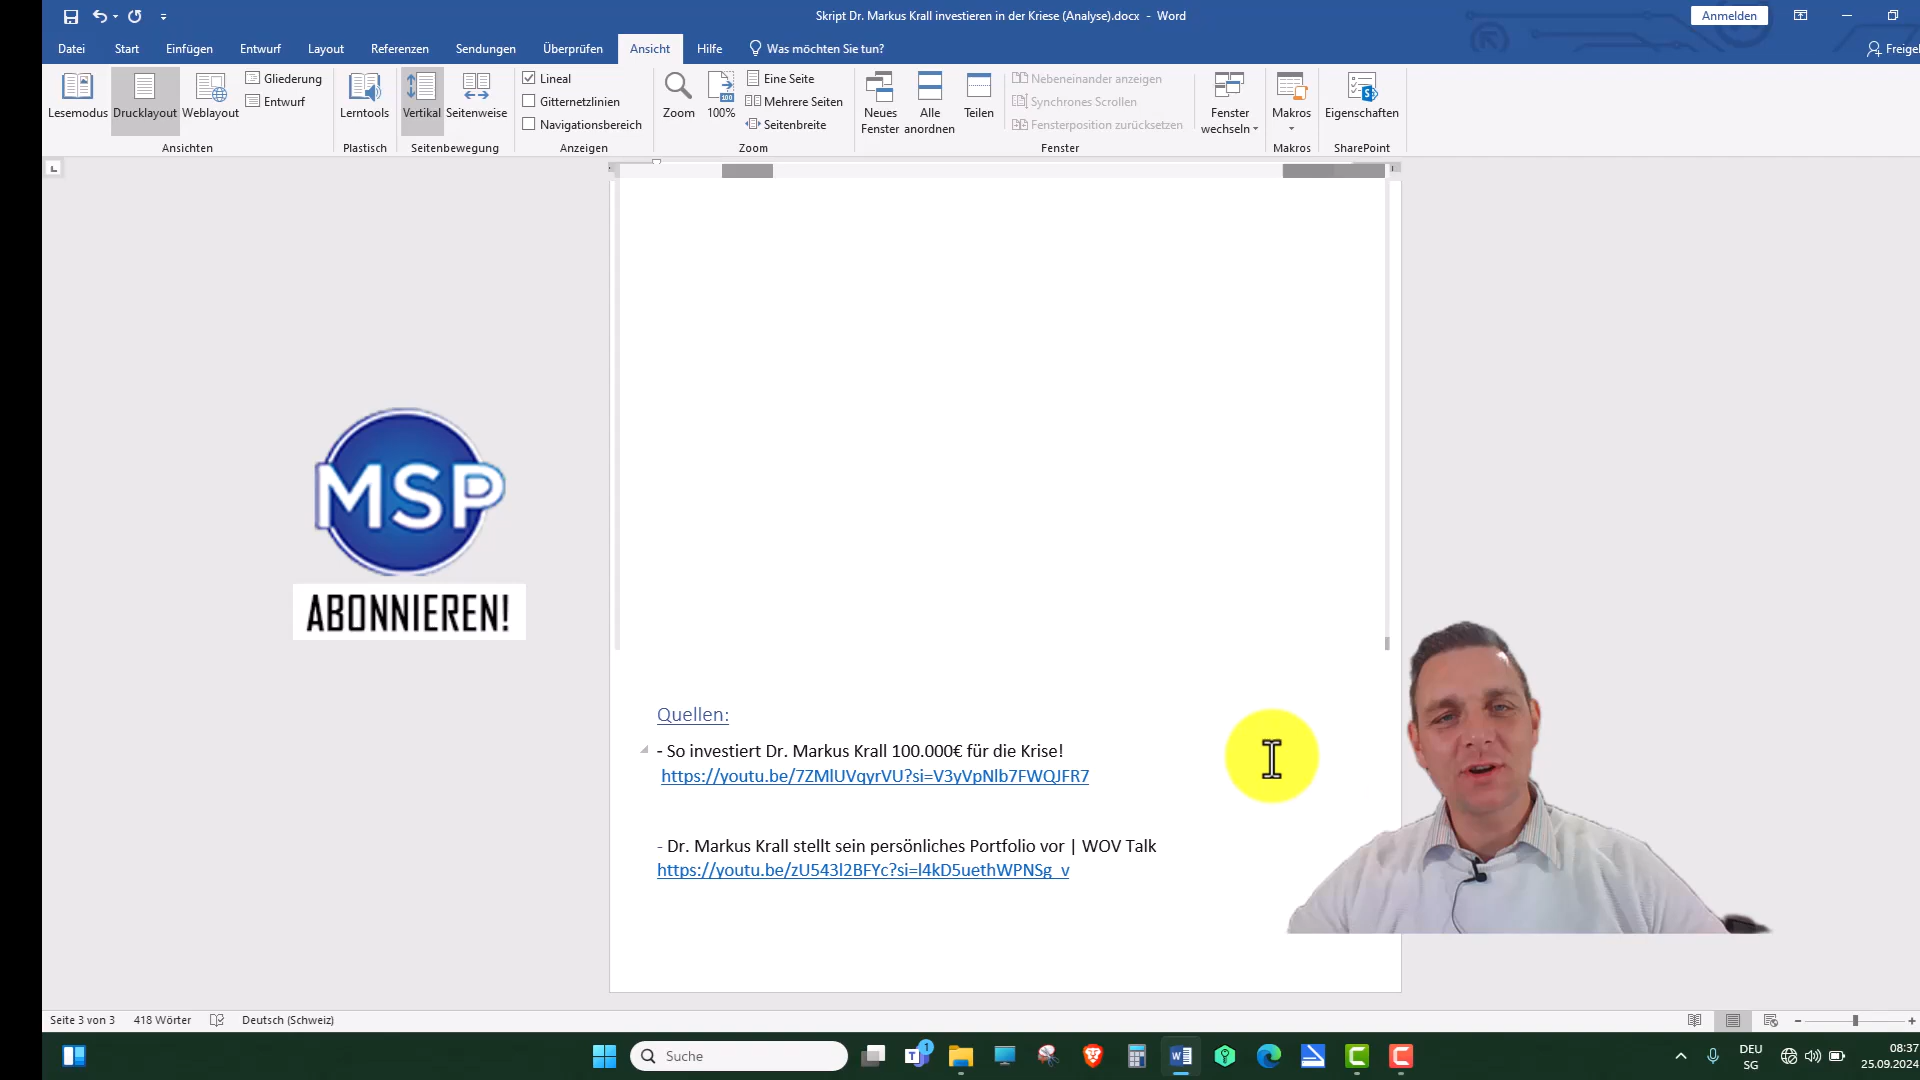 Skript Dr. Markus Krall investieren in der Kriese (Analyse).docx - Word
Anmelden
Datei Start Einfügen Entwurf Layout Referenzen Sendungen Überprüfen Ansicht Hilfe Was möchten Sie tun?
Lesemodus Drucklayout Weblayout
Gliederung
Entwurf
Ansichten
Lerntools
Plastisch
Vertikal Seitenweise
Seitenbewegung
Lineal
Gitternetzlinien
Navigationsbereich
Anzeigen
Zoom 100%
Eine Seite
Mehrere Seiten
Seitenbreite
Zoom
Neues Fenster
Alle anordnen
Teilen
Nebeneinander anzeigen
Synchrones Scrollen
Fensterposition zurücksetzen
Fenster wechseln
Fenster
Makros
Makros
Eigenschaften
SharePoint
MSP
ABONNIEREN!
Quellen:
- So investiert Dr. Markus Krall 100.000€ für die Krise!
https://youtu.be/7ZMlUVqyrVU?si=V3yVpNlb7FWQJFR7
- Dr. Markus Krall stellt sein persönliches Portfolio vor | WOV Talk
https://youtu.be/zU543l2BFYc?si=l4kD5uethWPNSg_v
Seite 3 von 3 418 Wörter Deutsch (Schweiz)
Suche
1
DEU
SG
08:37
25.09.2024